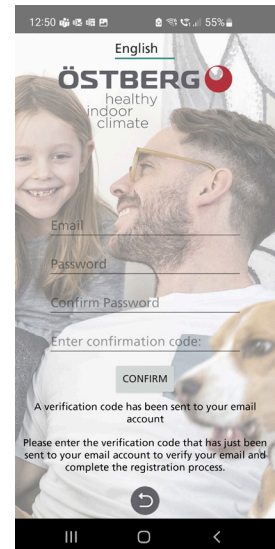 12:50
55%
English
ÖSTBERG
healthy
indoor
climate
Email
Password
Confirm Password
Enter confirmation code:
CONFIRM
A verification code has been sent to your email
account
Please enter the verification code that has just been
sent to your email account to verify your email and
complete the registration process.